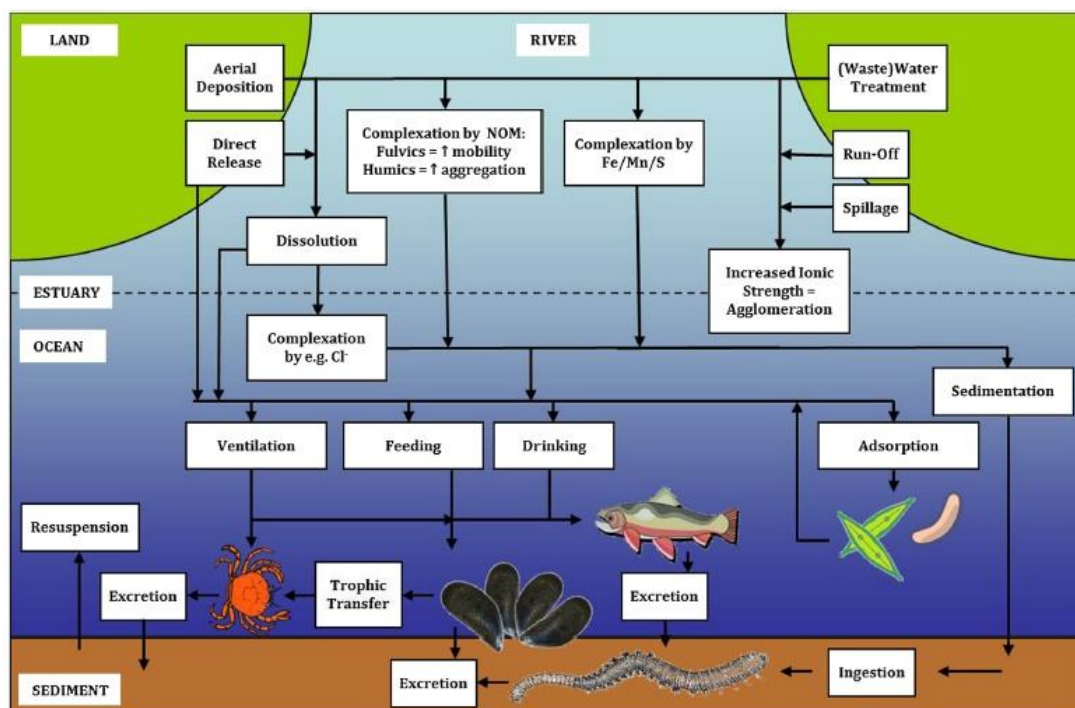 LAND
RIVER
Aerial
Deposition
(Waste)Water
Treatment
Direct
Release
Complexation by NOM:
Fulvics = ↑ mobility
Humics = ↑ aggregation
Complexation by
Fe/Mn/S
Run-Off
Spillage
Dissolution
Increased Ionic
Strength =
Agglomeration
ESTUARY
OCEAN
Complexation
by e.g. Cl⁻
Sedimentation
Ventilation
Feeding
Drinking
Adsorption
Resuspension
Excretion
Trophic
Transfer
Excretion
SEDIMENT
Excretion
Ingestion